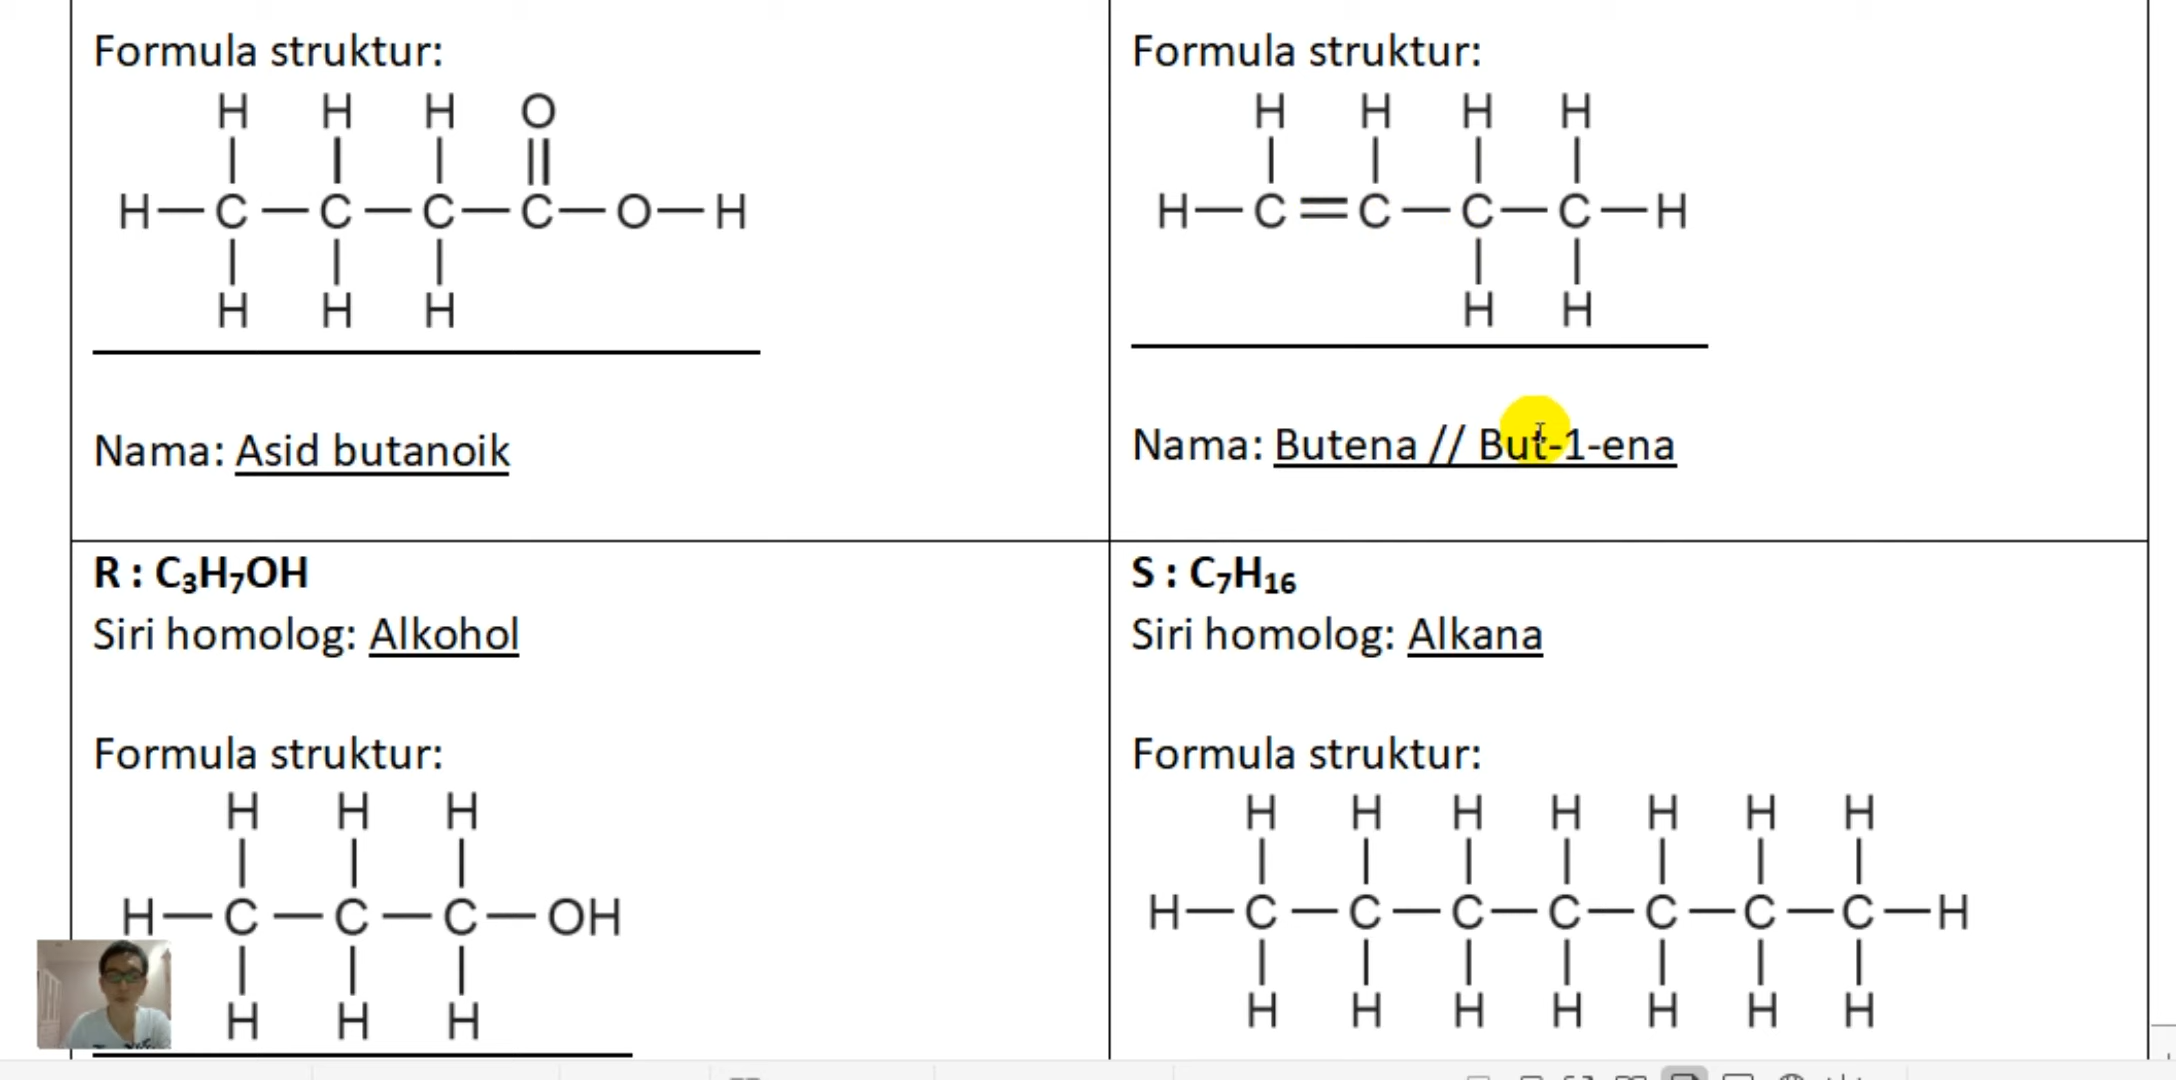 Formula struktur:
H H H O
H—C—C—C—C—O—H
H H H
Nama: Asid butanoik
Formula struktur:
H H H H
H—C=C—C—C—H
H H
Nama: Butena // But-1-ena
R : C₃H₇OH
Siri homolog: Alkohol
Formula struktur:
H H H
H—C—C—C—OH
H H H
S : C₇H₁₆
Siri homolog: Alkana
Formula struktur:
H H H H H H H
H—C—C—C—C—C—C—C—H
H H H H H H H